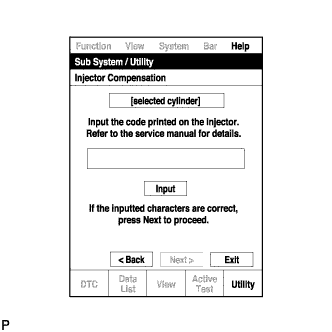 Function View System Bar Help
Sub System / Utility
Injector Compensation
[selected cylinder]
Input the code printed on the injector.
Refer to the service manual for details.
Input
If the inputted characters are correct,
press Next to proceed.
< Back Next > Exit
DTC Data List View Active Test Utility
P